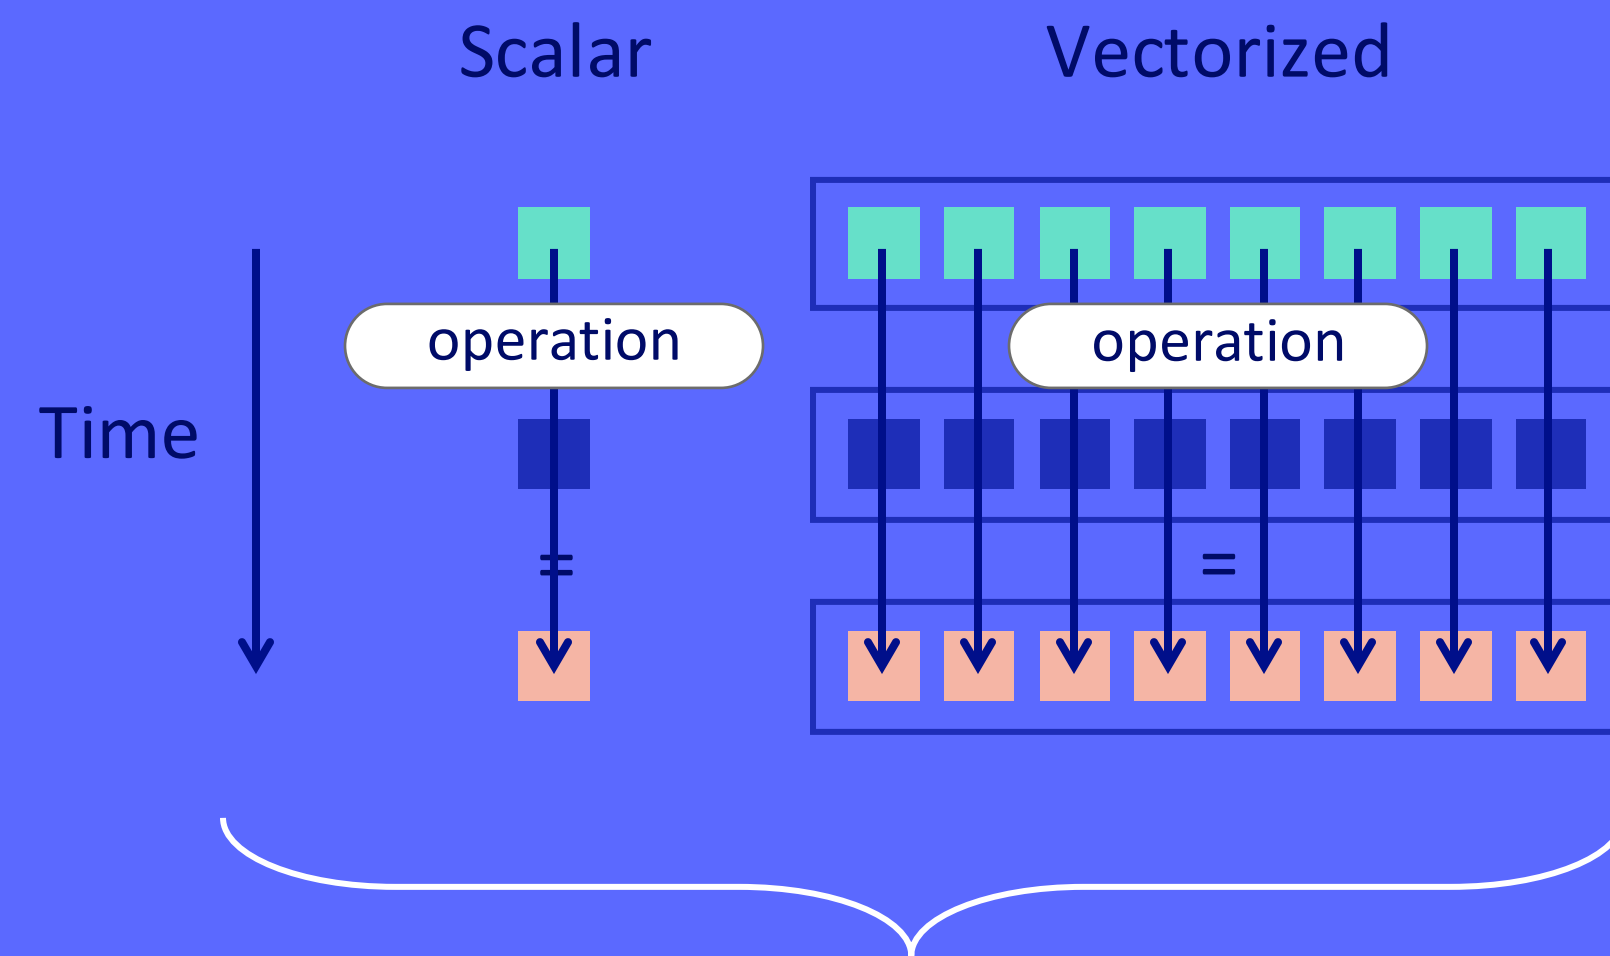 Scalar
Vectorized
operation
operation
Time
=
=